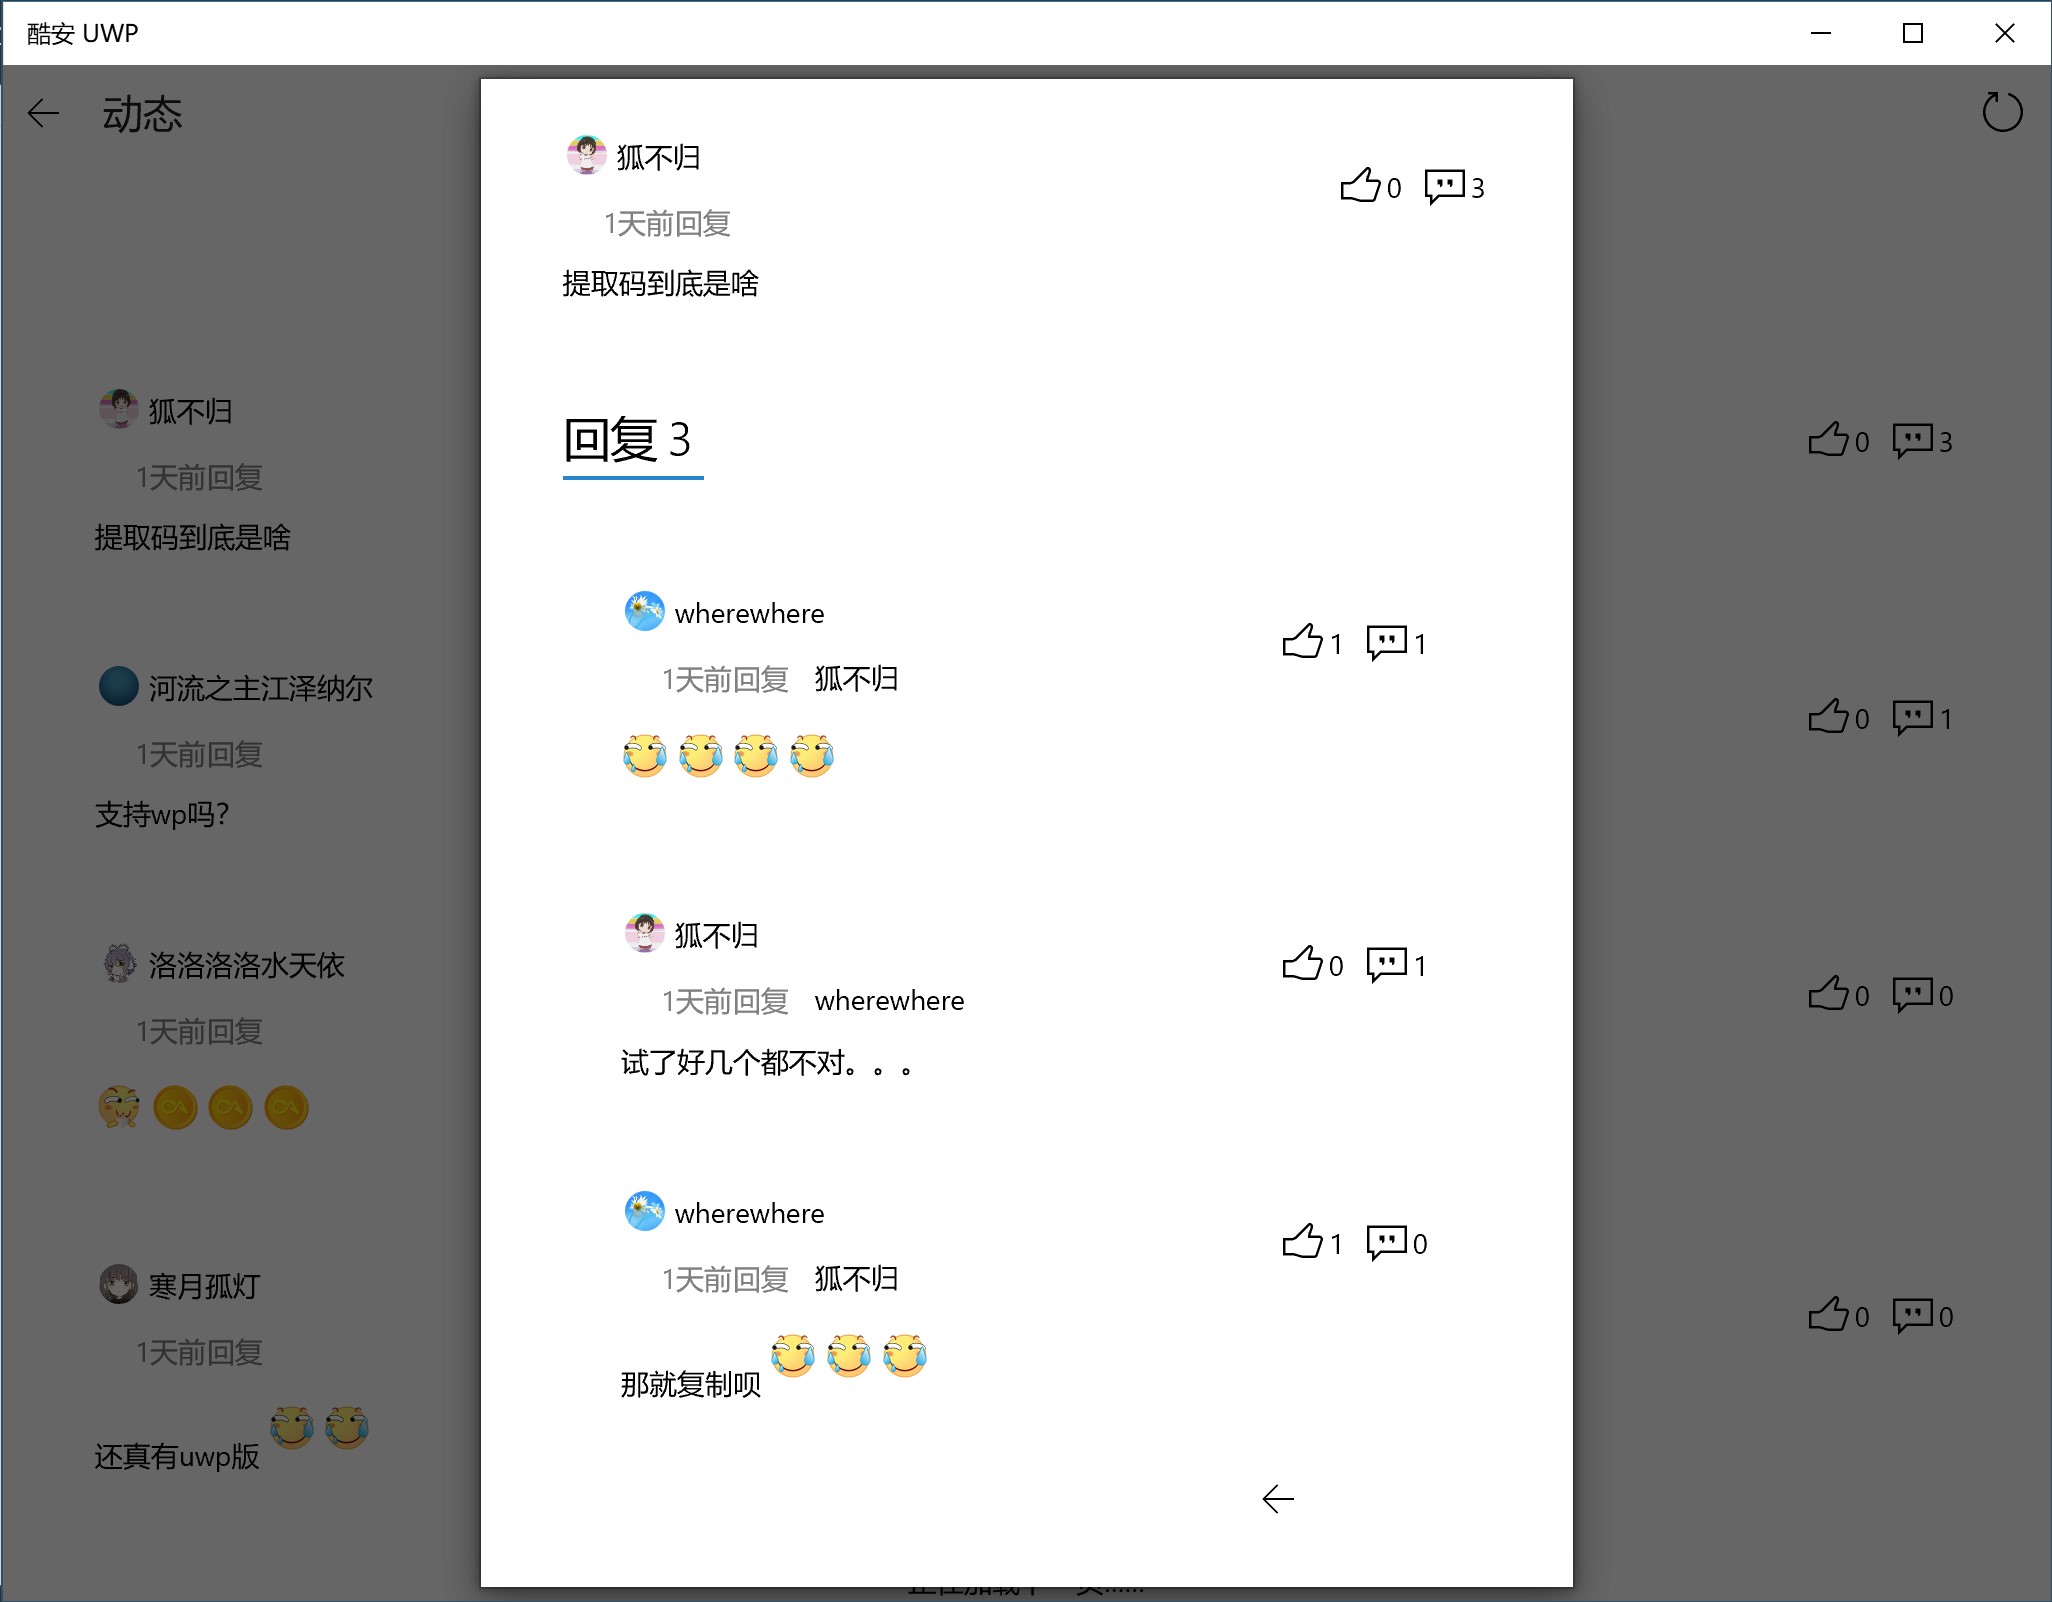 酷安 UWP
动态
狐不归
0 3
1天前回复
提取码到底是啥
河流之主江泽纳尔
0 1
1天前回复
支持wp吗？
洛洛洛洛水天依
0 0
1天前回复
寒月孤灯
0 0
1天前回复
还真有uwp版
狐不归
0 3
1天前回复
提取码到底是啥
回复 3
wherewhere
1 1
1天前回复 狐不归
狐不归
0 1
1天前回复 wherewhere
试了好几个都不对。。。
wherewhere
1 0
1天前回复 狐不归
那就复制呗